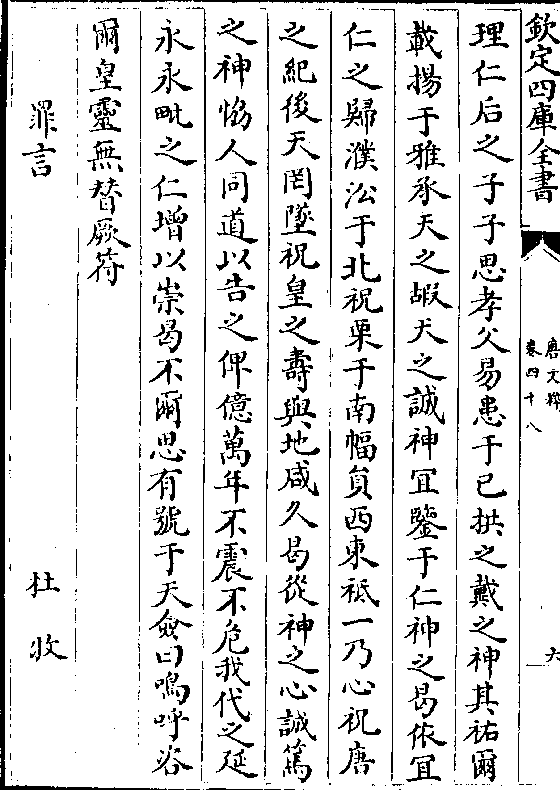 欽定四庫全書
唐文粹
卷四十八
六
理仁后之子子思孝父易患于已拱之戴之神其祐爾
載揚于雅承天之嘏天之誠神宜鑒于仁神之曷依宜
仁之歸濮沿于北祝栗于南幅員西東祗一乃心祝唐
之紀後天罔墜祝皇之壽與地咸久曷從神之心誠篤
之神恊人同道以告之俾億萬年不震不危我代之延
永永毗之仁增以崇曷不爾思有號于天僉曰嗚呼咨
爾皇靈無替厥符
罪言
杜牧